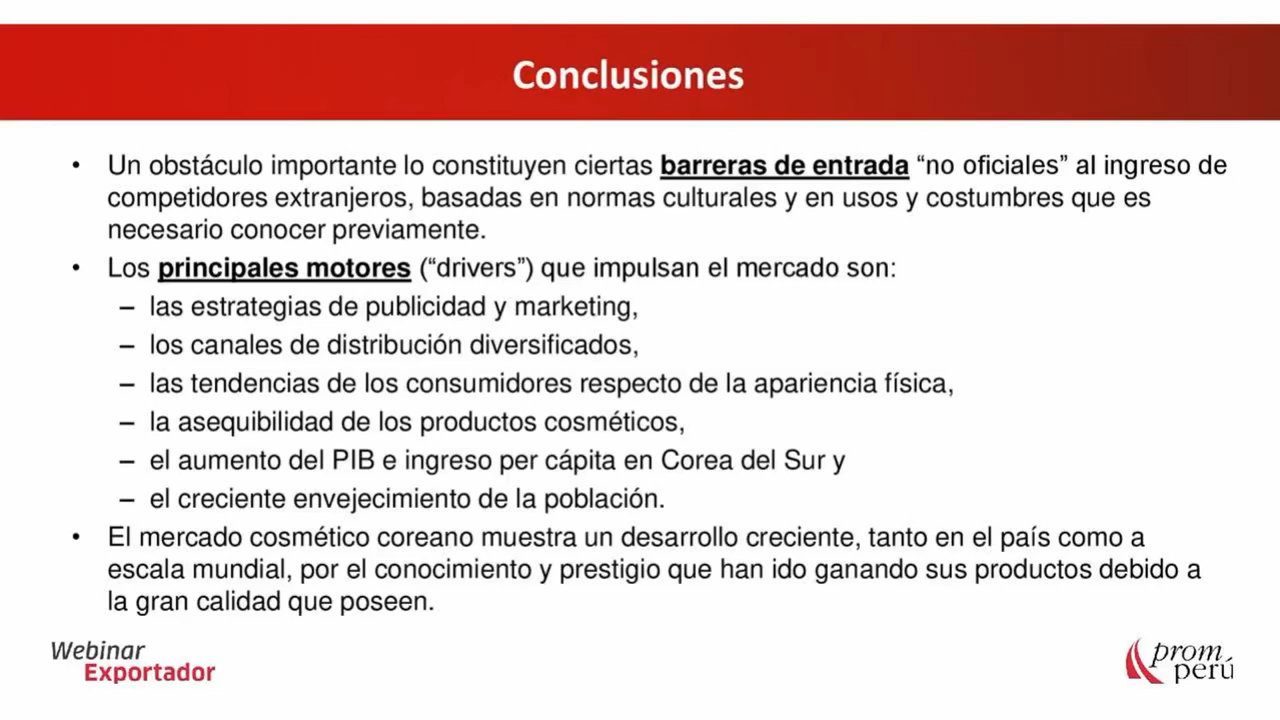 Conclusiones
• Un obstáculo importante lo constituyen ciertas barreras de entrada “no oficiales” al ingreso de
competidores extranjeros, basadas en normas culturales y en usos y costumbres que es
necesario conocer previamente.
• Los principales motores (“drivers”) que impulsan el mercado son:
– las estrategias de publicidad y marketing,
– los canales de distribución diversificados,
– las tendencias de los consumidores respecto de la apariencia física,
– la asequibilidad de los productos cosméticos,
– el aumento del PIB e ingreso per cápita en Corea del Sur y
– el creciente envejecimiento de la población.
• El mercado cosmético coreano muestra un desarrollo creciente, tanto en el país como a
escala mundial, por el conocimiento y prestigio que han ido ganando sus productos debido a
la gran calidad que poseen.
Webinar
Exportador
prom
perú